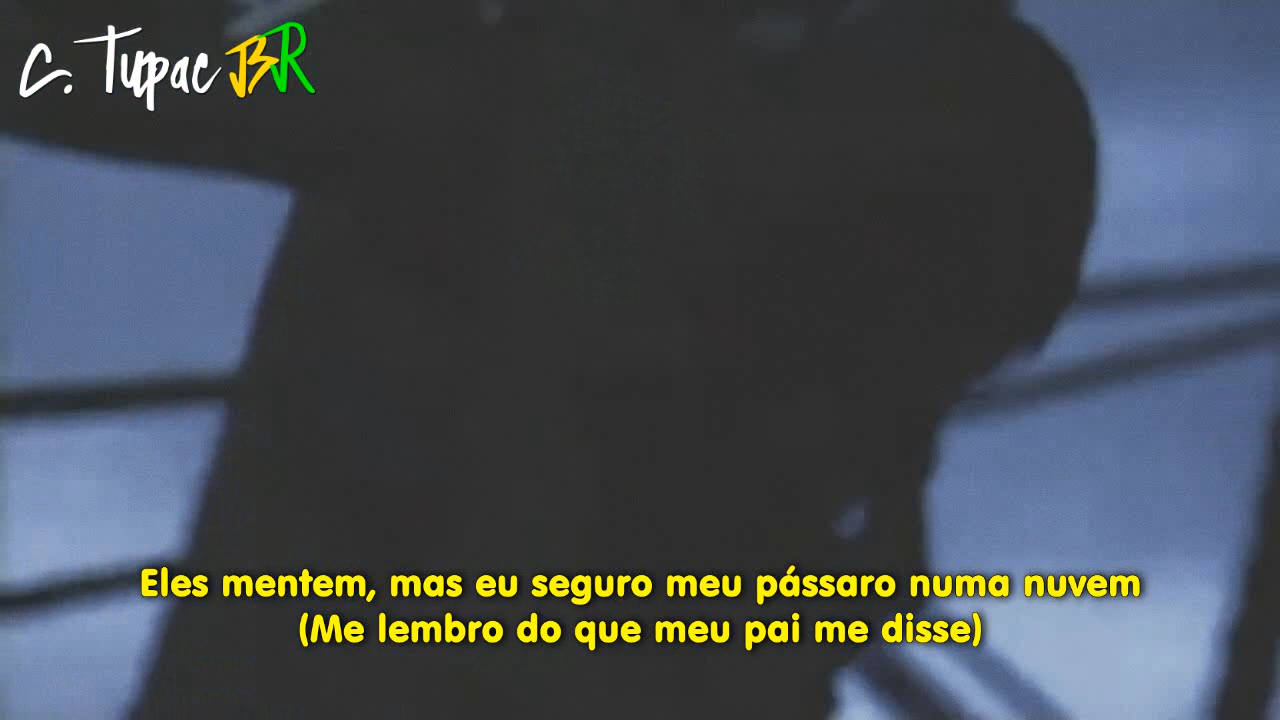 C. Tupac BR
Eles mentem, mas eu seguro meu pássaro numa nuvem
(Me lembro do que meu pai me disse)